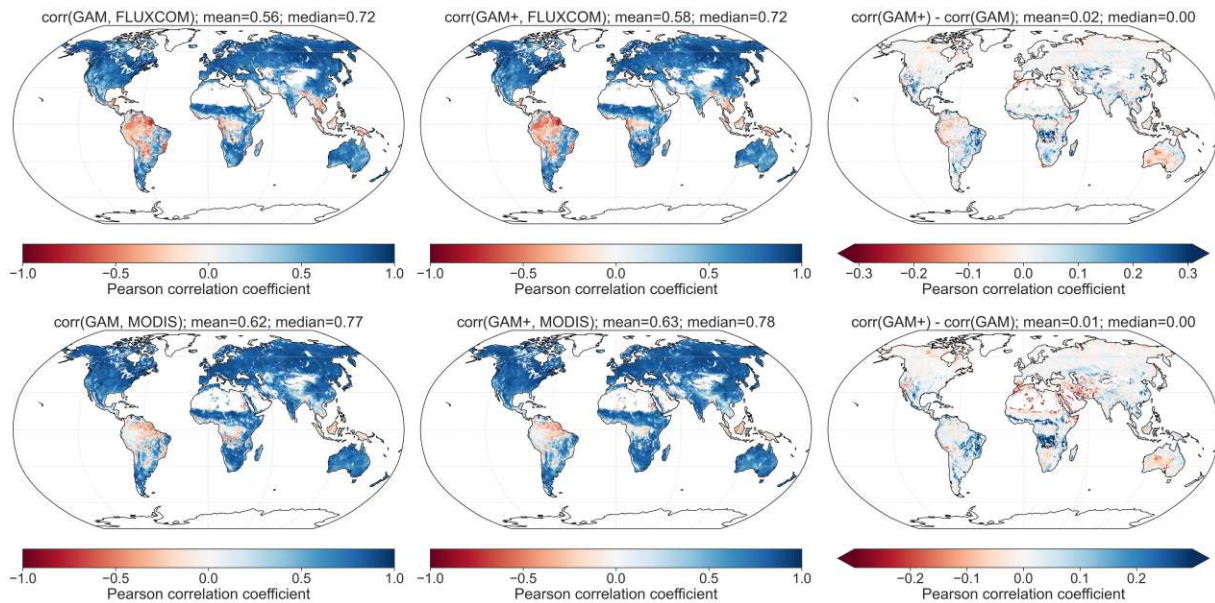 corr(GAM, FLUXCOM); mean=0.56; median=0.72
corr(GAM+, FLUXCOM); mean=0.58; median=0.72
corr(GAM+) - corr(GAM); mean=0.02; median=0.00
−1.0 −0.5 0.0 0.5 1.0
Pearson correlation coefficient
−1.0 −0.5 0.0 0.5 1.0
Pearson correlation coefficient
−0.3 −0.2 −0.1 0.0 0.1 0.2 0.3
Pearson correlation coefficient
corr(GAM, MODIS); mean=0.62; median=0.77
corr(GAM+, MODIS); mean=0.63; median=0.78
corr(GAM+) - corr(GAM); mean=0.01; median=0.00
−1.0 −0.5 0.0 0.5 1.0
Pearson correlation coefficient
−1.0 −0.5 0.0 0.5 1.0
Pearson correlation coefficient
−0.2 −0.1 0.0 0.1 0.2
Pearson correlation coefficient